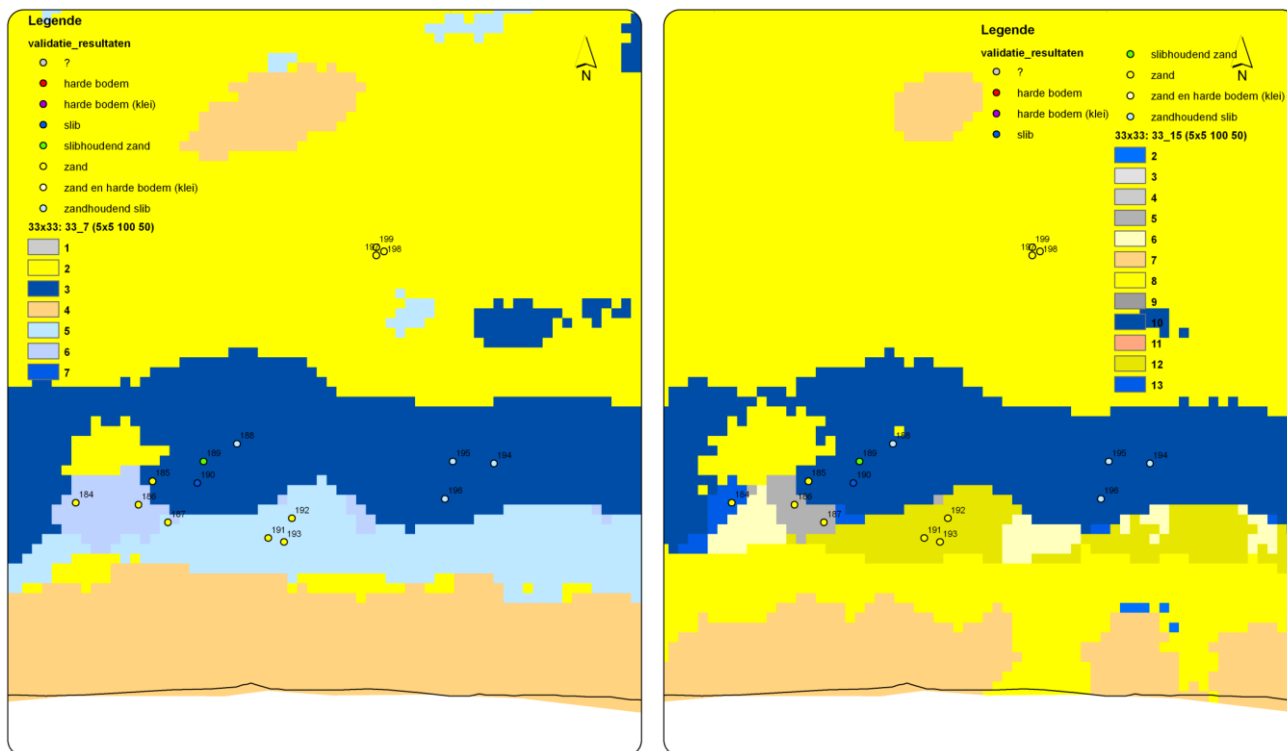 Legende
validatie_resultaten
?
harde bodem
harde bodem (klei)
slib
slibhoudend zand
zand
zand en harde bodem (klei)
zandhoudend slib
33x33: 33_7 (5x5 100 50)
1
2
3
4
5
6
7
N
199
198
188
189
195
194
185
190
184
186
196
187
192
191
193
Legende
validatie_resultaten
?
harde bodem
harde bodem (klei)
slib
slibhoudend zand
zand
zand en harde bodem (klei)
zandhoudend slib
33x33: 33_15 (5x5 100 50)
2
3
4
5
6
7
8
9
10
11
12
13
N
199
198
188
189
195
194
185
190
184
186
196
187
192
191
193